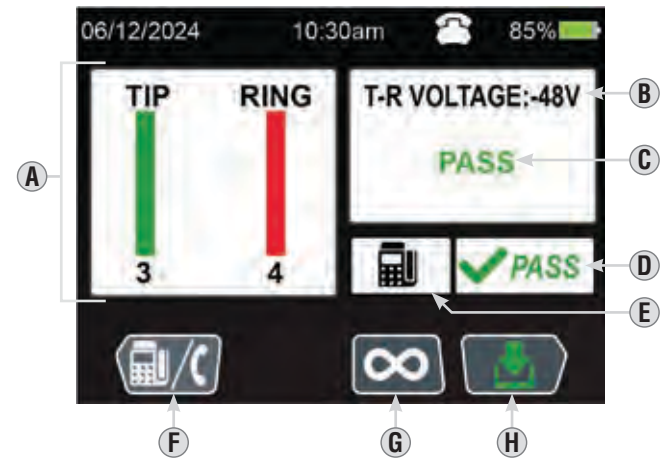 06/12/2024 10:30am 85%
TIP RING
T-R VOLTAGE:-48V
B
PASS
C
A
3 4
PASS
D
E
F
G
H